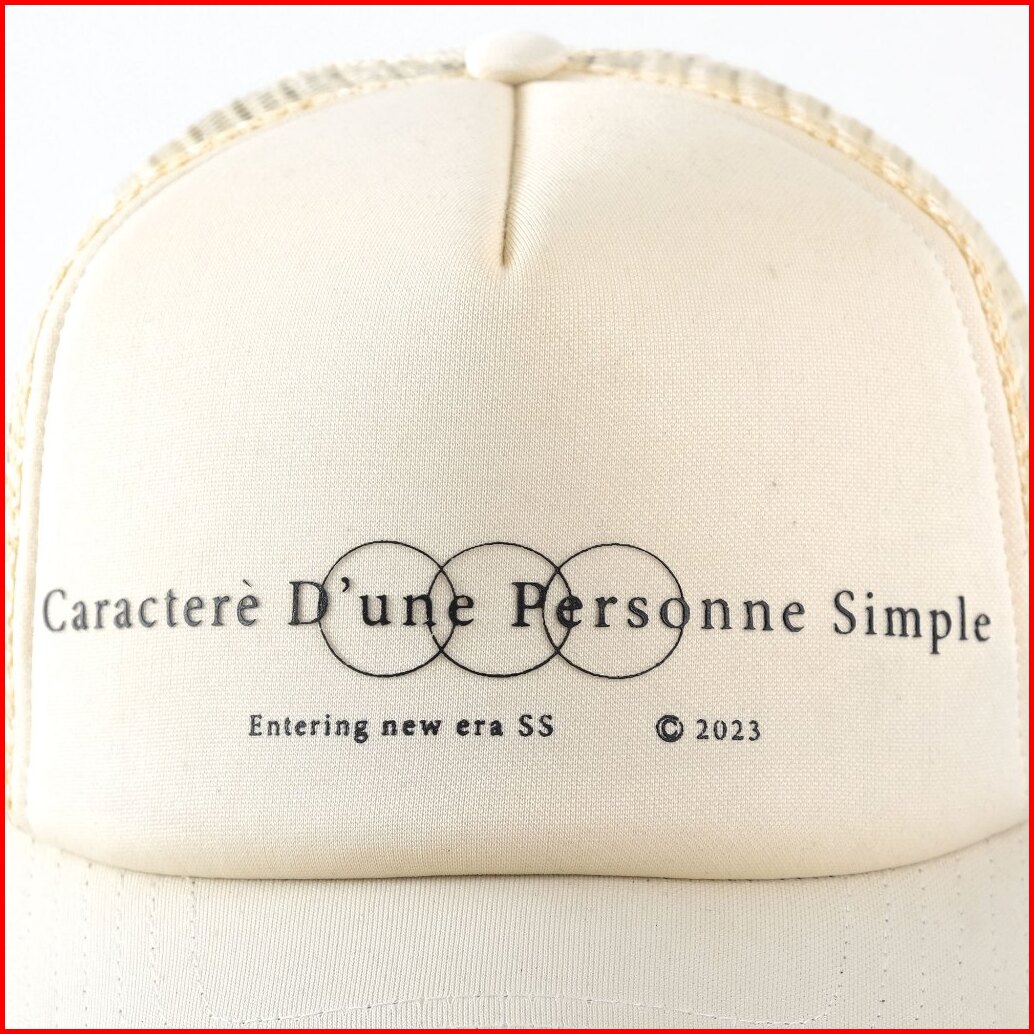 Caracterè D'une Personne Simple
Entering new era SS © 2023